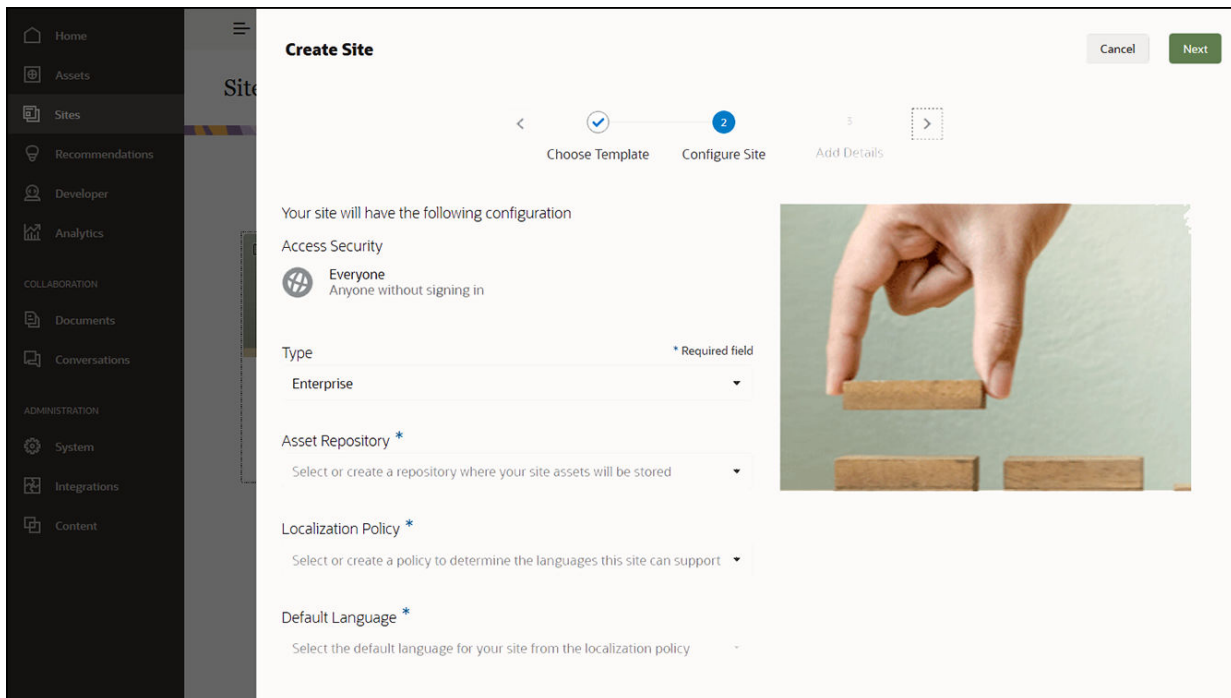 Home
Assets
Sites
Recommendations
Developer
Analytics
COLLABORATION
Documents
Conversations
ADMINISTRATION
System
Integrations
Content
Create Site
Cancel
Next
2
3
Choose Template
Configure Site
Add Details
Your site will have the following configuration
Access Security
Everyone
Anyone without signing in
Type
* Required field
Enterprise
Asset Repository *
Select or create a repository where your site assets will be stored
Localization Policy *
Select or create a policy to determine the languages this site can support
Default Language *
Select the default language for your site from the localization policy